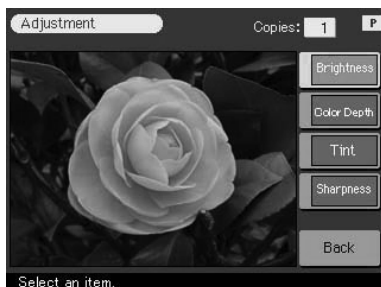 Adjustment
Copies: 1 P
Brightness
Color Depth
Tint
Sharpness
Back
Select an item.